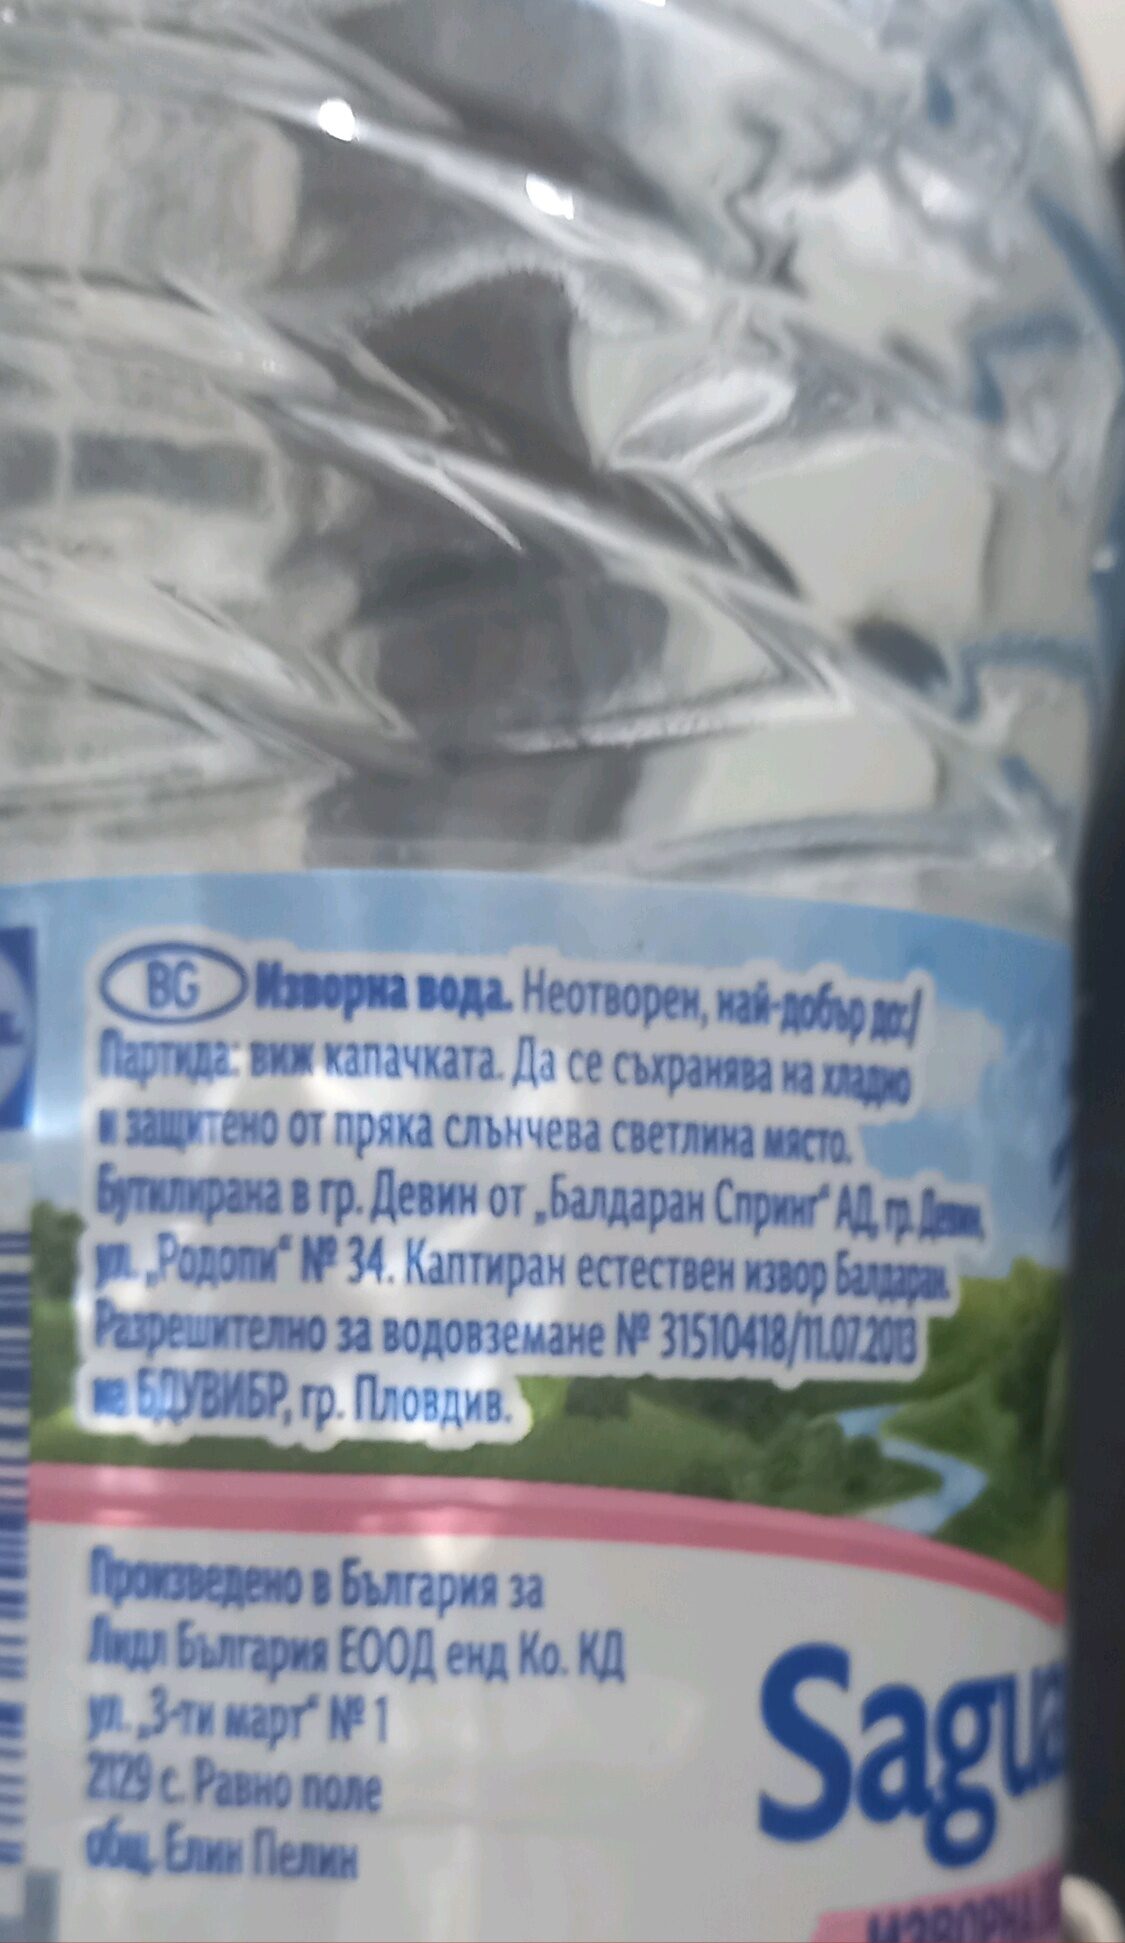 BG Изворна вода. Неотворен, най-добър до:/
Партида: виж капачката. Да се съхранява на хладно
и защитено от пряка слънчева светлина място.
Бутилирана в гр. Девин от „Балдаран Спринг“ АД, гр. Девин,
ул. „Родопи“ № 34. Каптиран естествен извор Балдаран.
Разрешително за водовземане № 31510418/11.07.2013
на БДУВИБР, гр. Пловдив.
Произведено в България за
Лидл България ЕООД енд Ко. КД
ул. „3-ти март“ № 1
2129 с. Равно поле
общ. Елин Пелин
Sagua
ИЗВОРНА